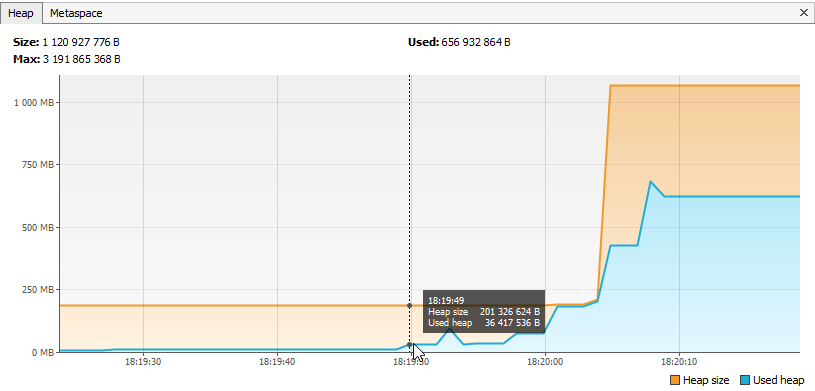 Heap Metaspace
Size: 1 120 927 776 B Used: 656 932 864 B
Max: 3 191 865 368 B
1 000 MB
750 MB
500 MB
250 MB
0 MB
18:19:49
Heap size 201 326 624 B
Used heap 36 417 536 B
18:19:30 18:19:40 18:19:50 18:20:00 18:20:10
Heap size Used heap